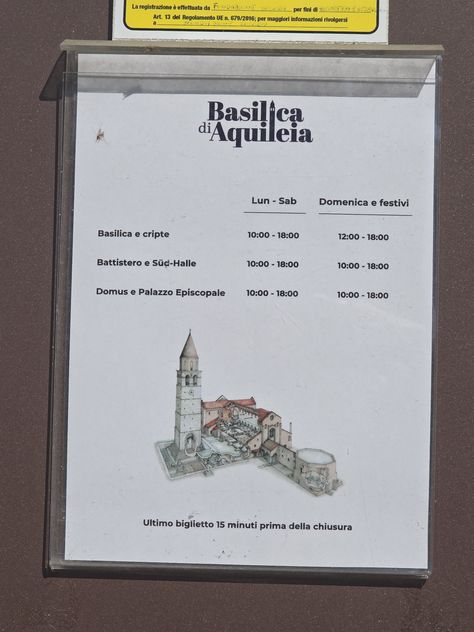 La registrazione è effettuata da per fini di
Art. 13 del Regolamento UE n. 679/2016; per maggiori informazioni rivolgersi
a
Basilica
di Aquileia
Lun - Sab Domenica e festivi
Basilica e cripte 10:00 - 18:00 12:00 - 18:00
Battistero e Süd-Halle 10:00 - 18:00 10:00 - 18:00
Domus e Palazzo Episcopale 10:00 - 18:00 10:00 - 18:00
Ultimo biglietto 15 minuti prima della chiusura